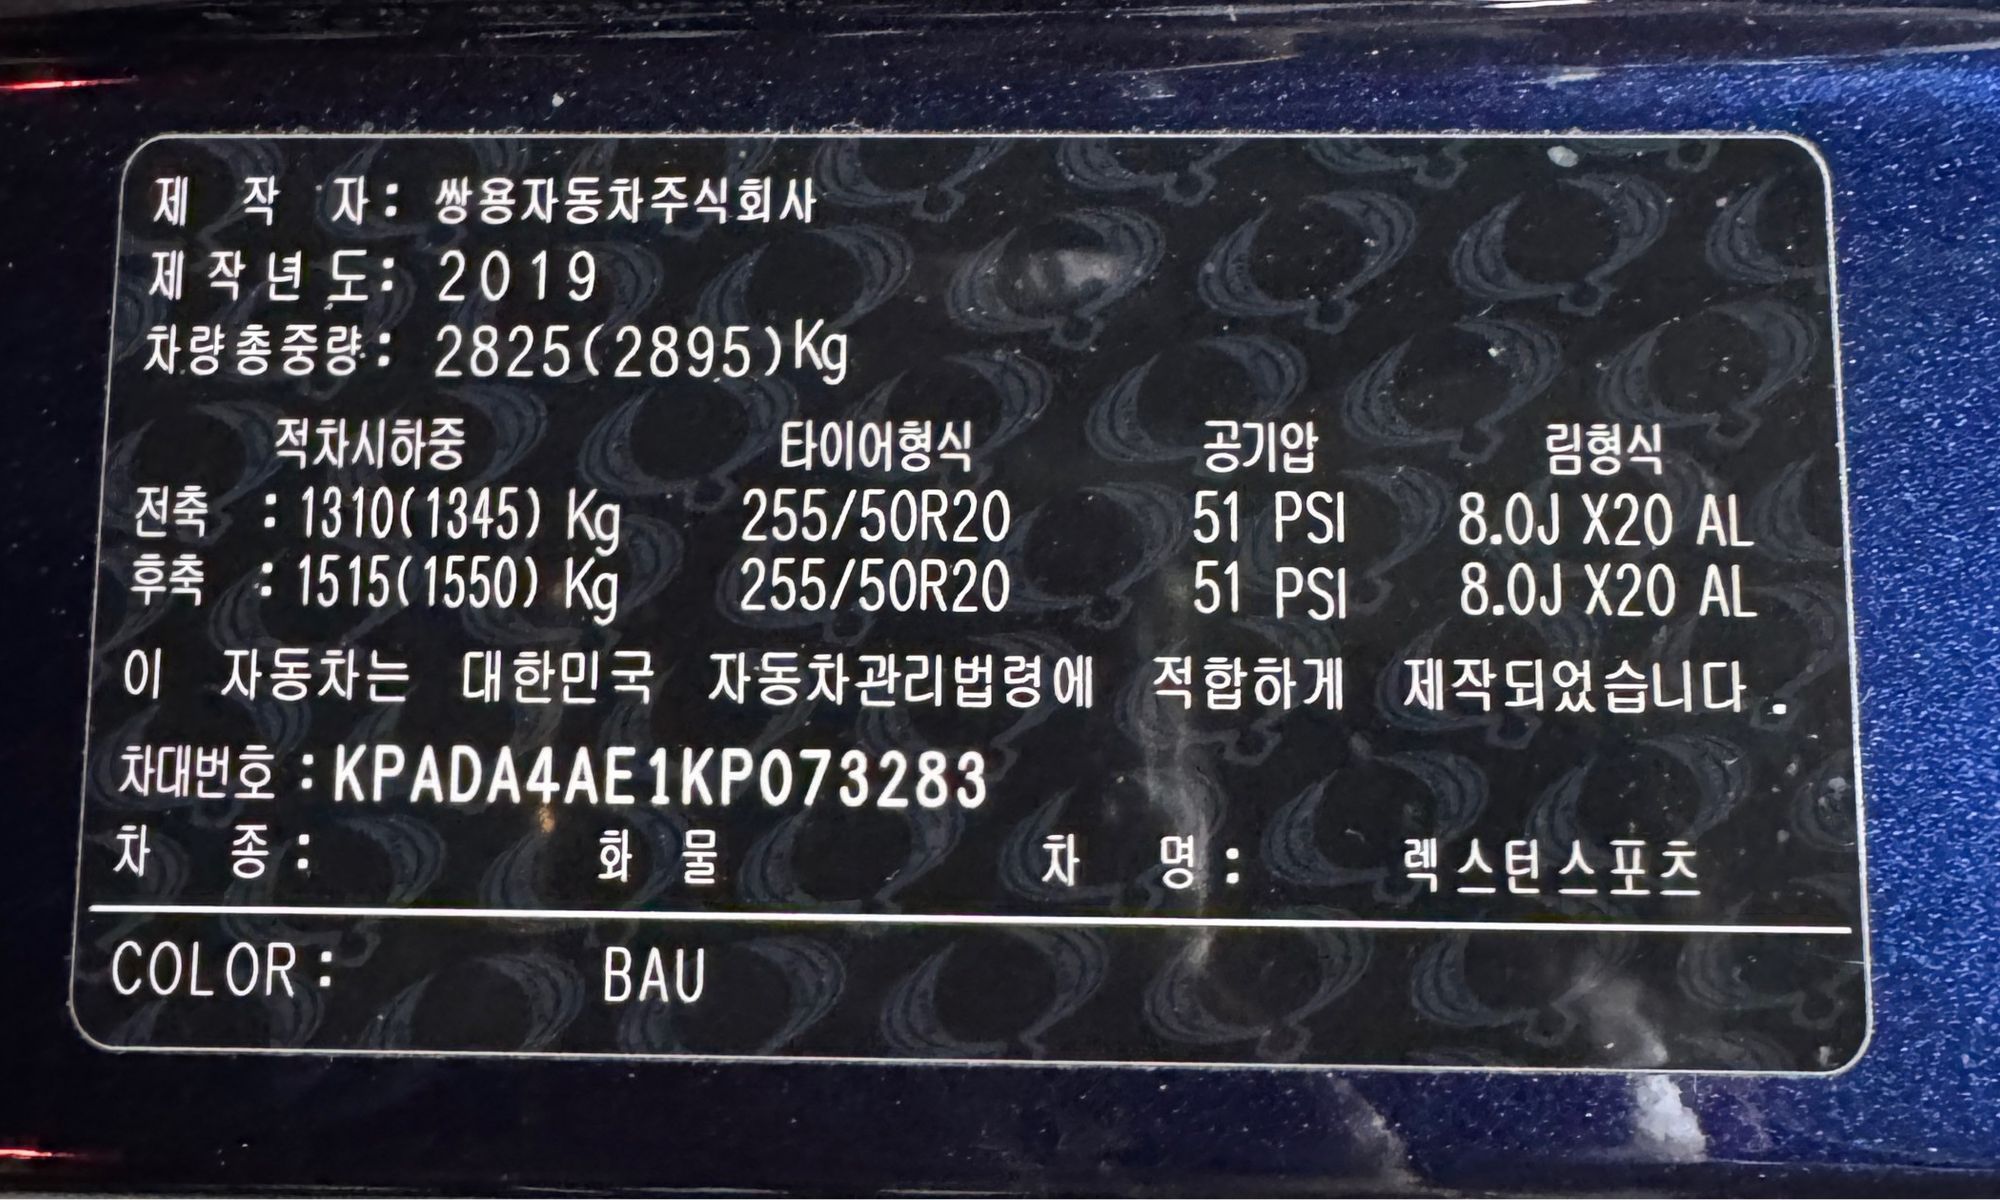 제 작 자: 쌍용자동차주식회사
제작년도: 2019
차량총중량: 2825(2895)Kg
적차시하중 타이어형식 공기압 림형식
전축 : 1310(1345) Kg 255/50R20 51 PSI 8.0J X20 AL
후축 : 1515(1550) Kg 255/50R20 51 PSI 8.0J X20 AL
이 자동차는 대한민국 자동차관리법령에 적합하게 제작되었습니다.
차대번호:KPADA4AE1KP073283
차 종: 화 물 차 명: 렉스턴스포츠
COLOR: BAU